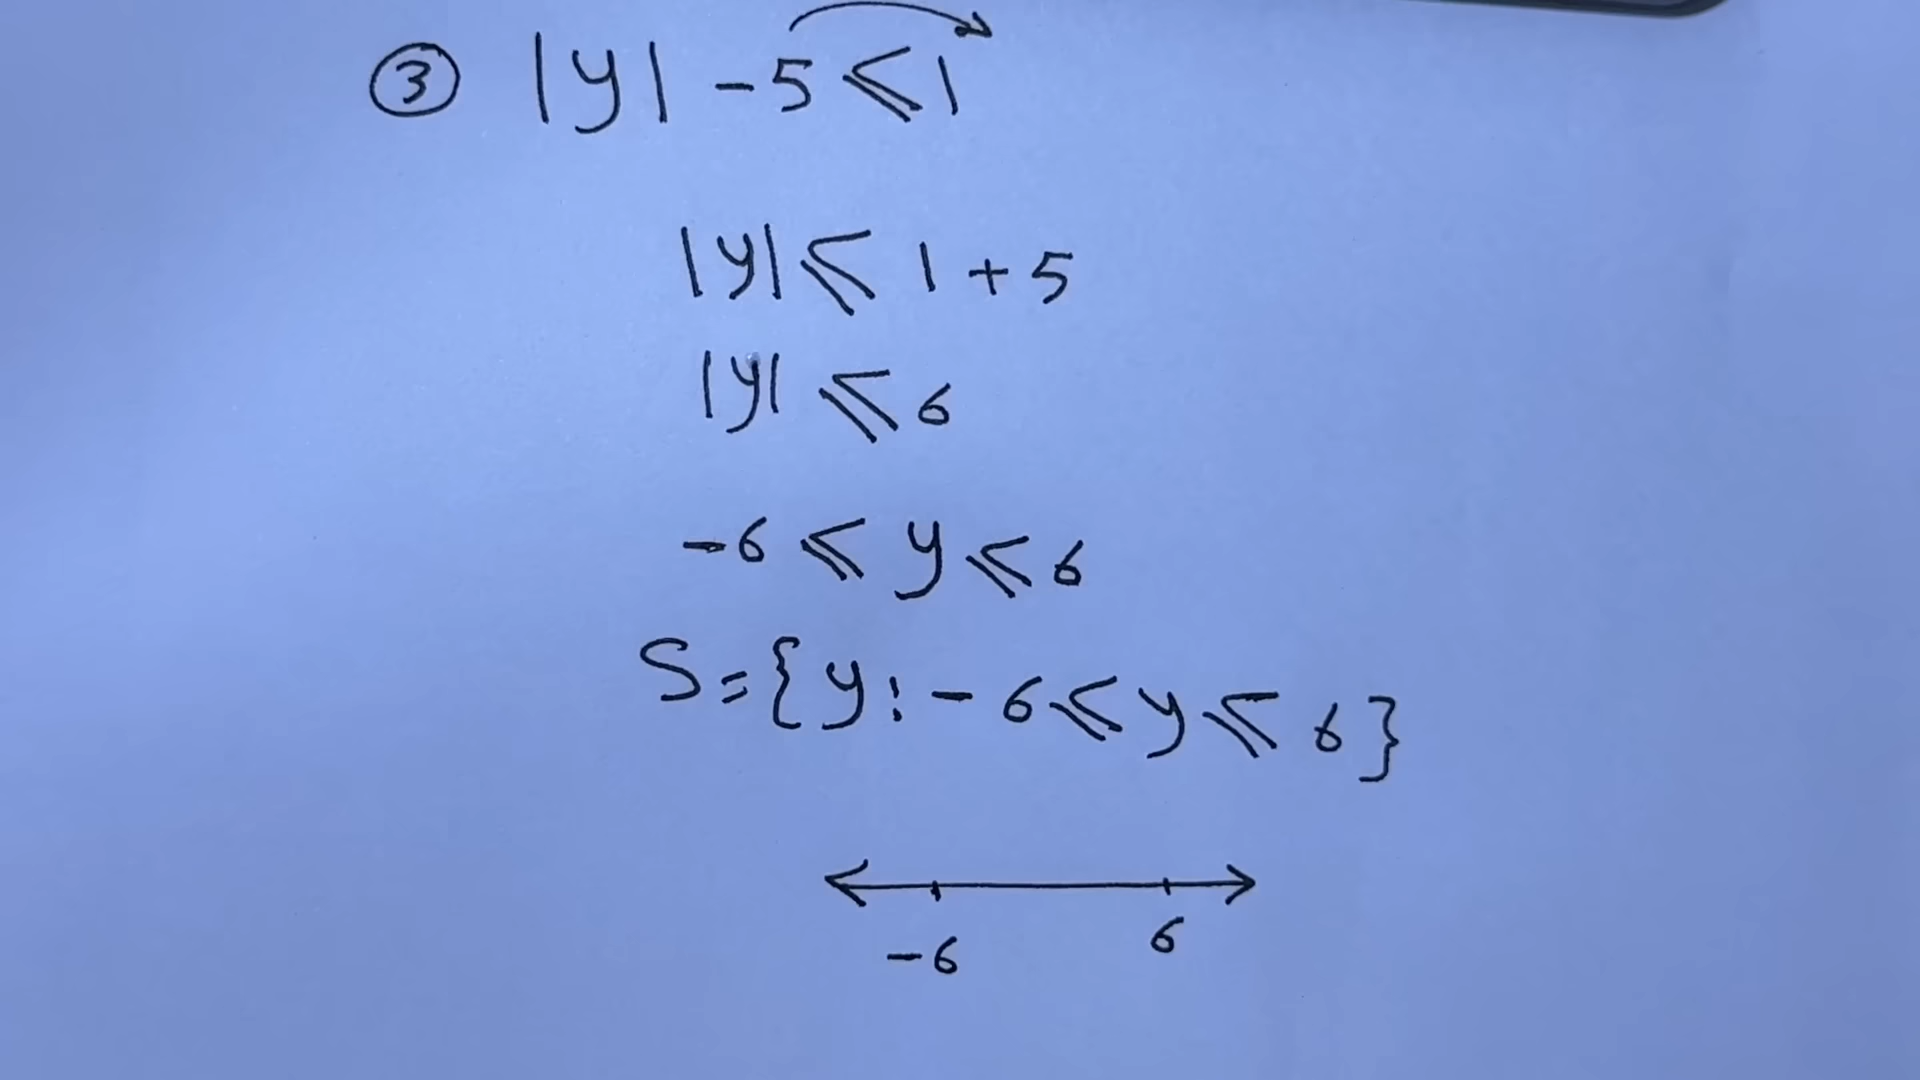 ③ |y| - 5 ⩽ 1
|y| ⩽ 1 + 5
|y| ⩽ 6
-6 ⩽ y ⩽ 6
S = {y : -6 ⩽ y ⩽ 6}
-6 6